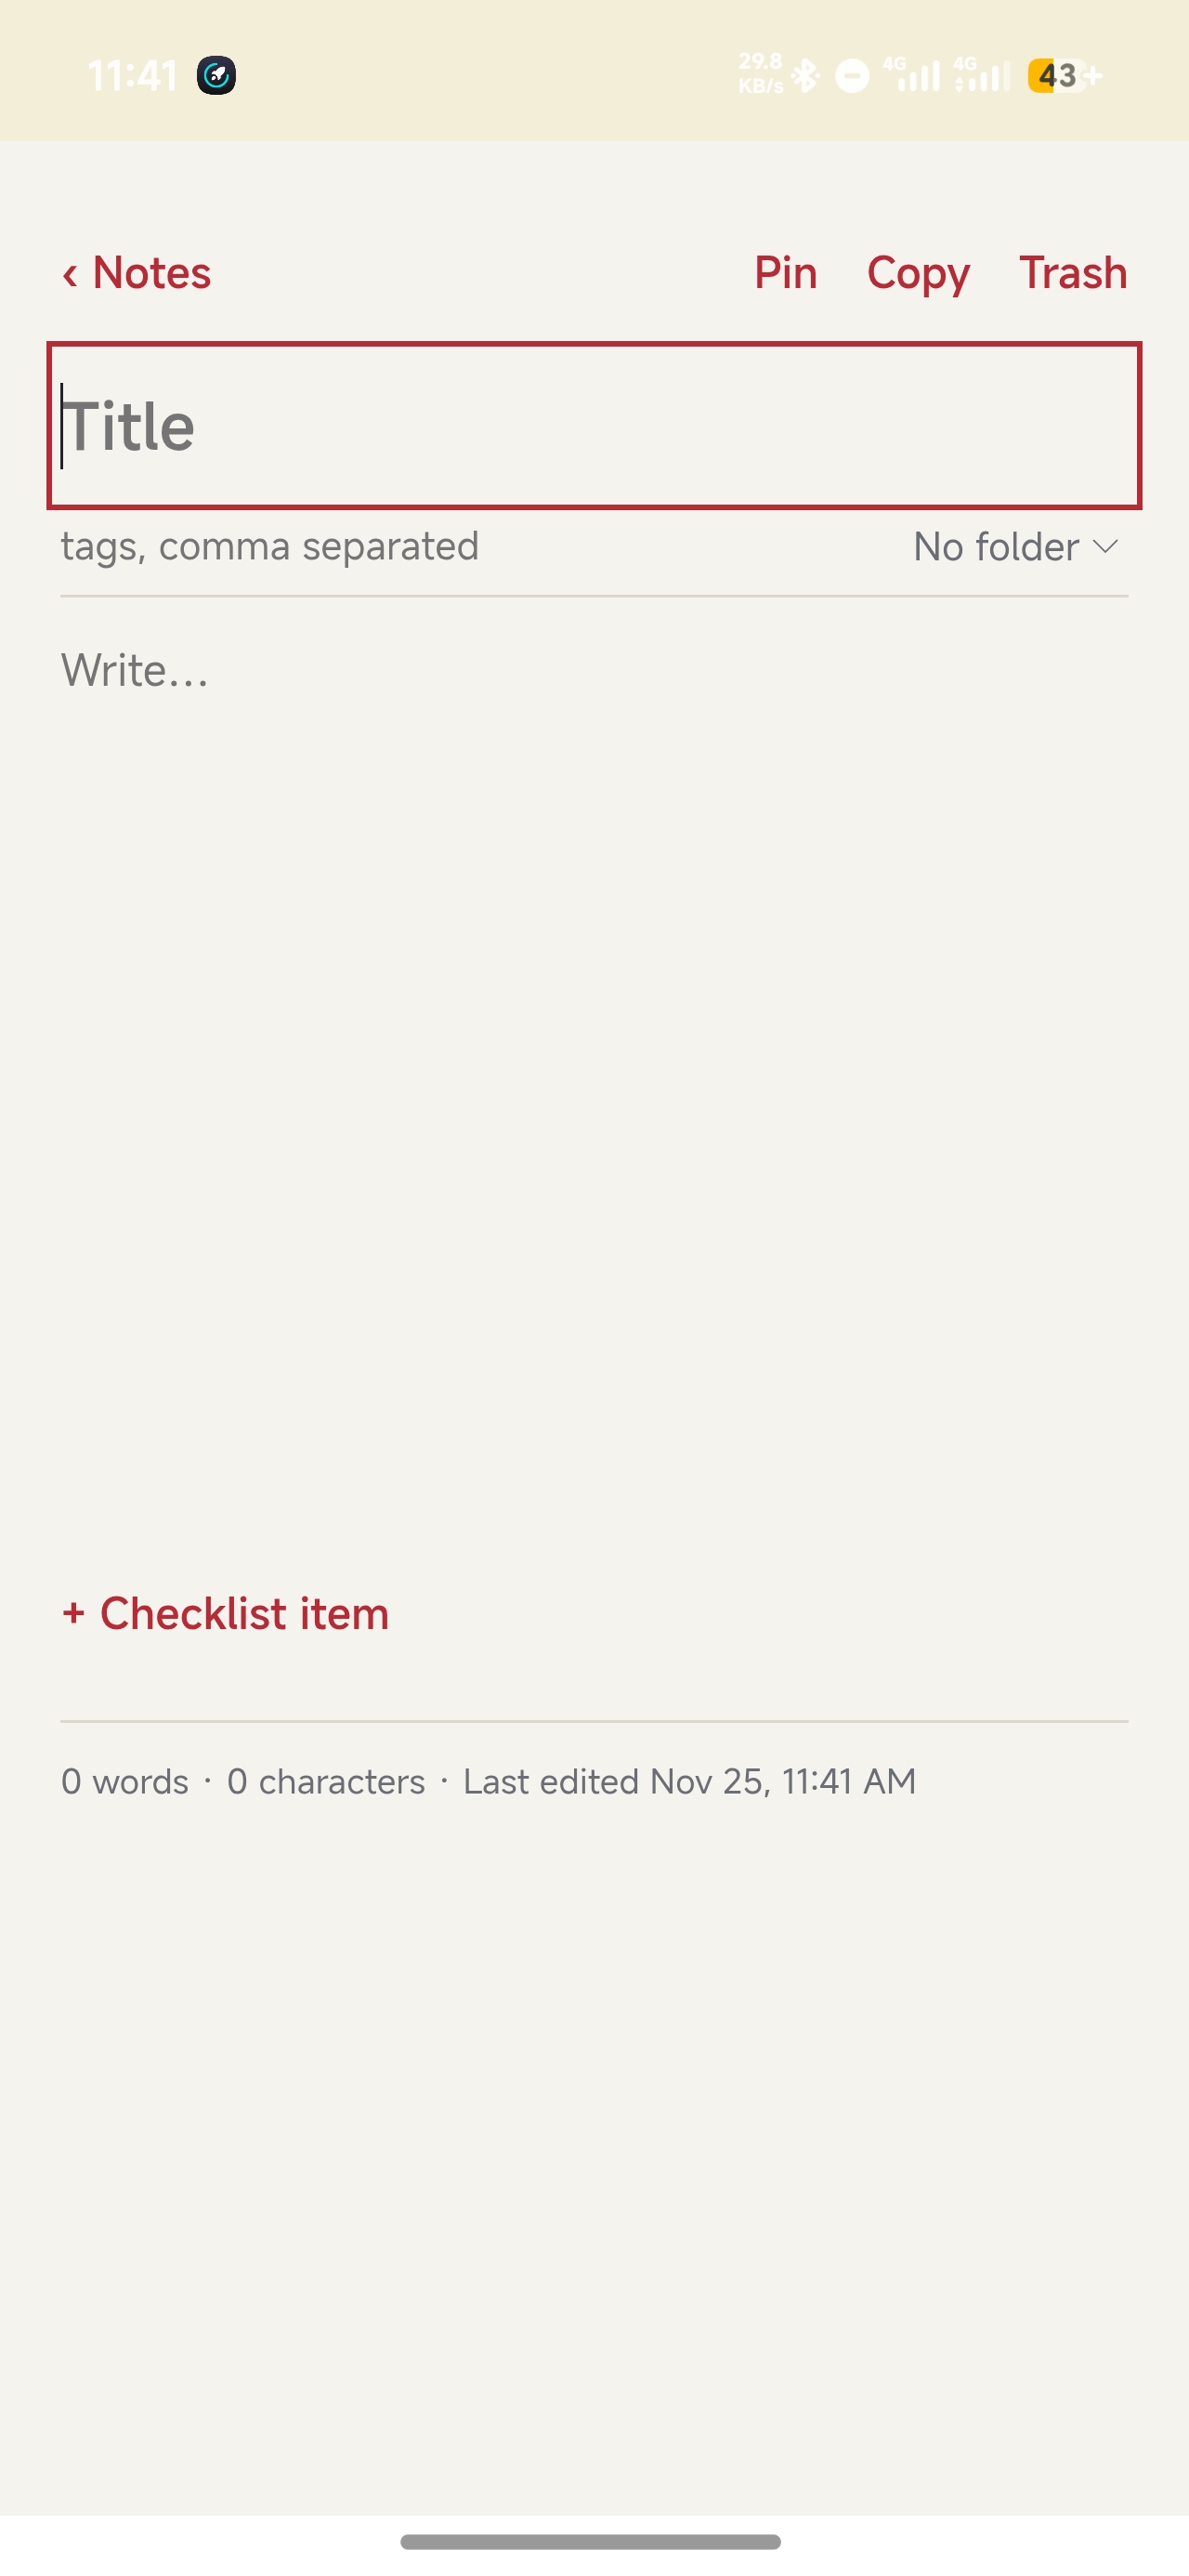 11:41 29.8 KB/s 4G 4G 43+
‹ Notes Pin Copy Trash
Title
tags, comma separated No folder
Write...
+ Checklist item
0 words · 0 characters · Last edited Nov 25, 11:41 AM